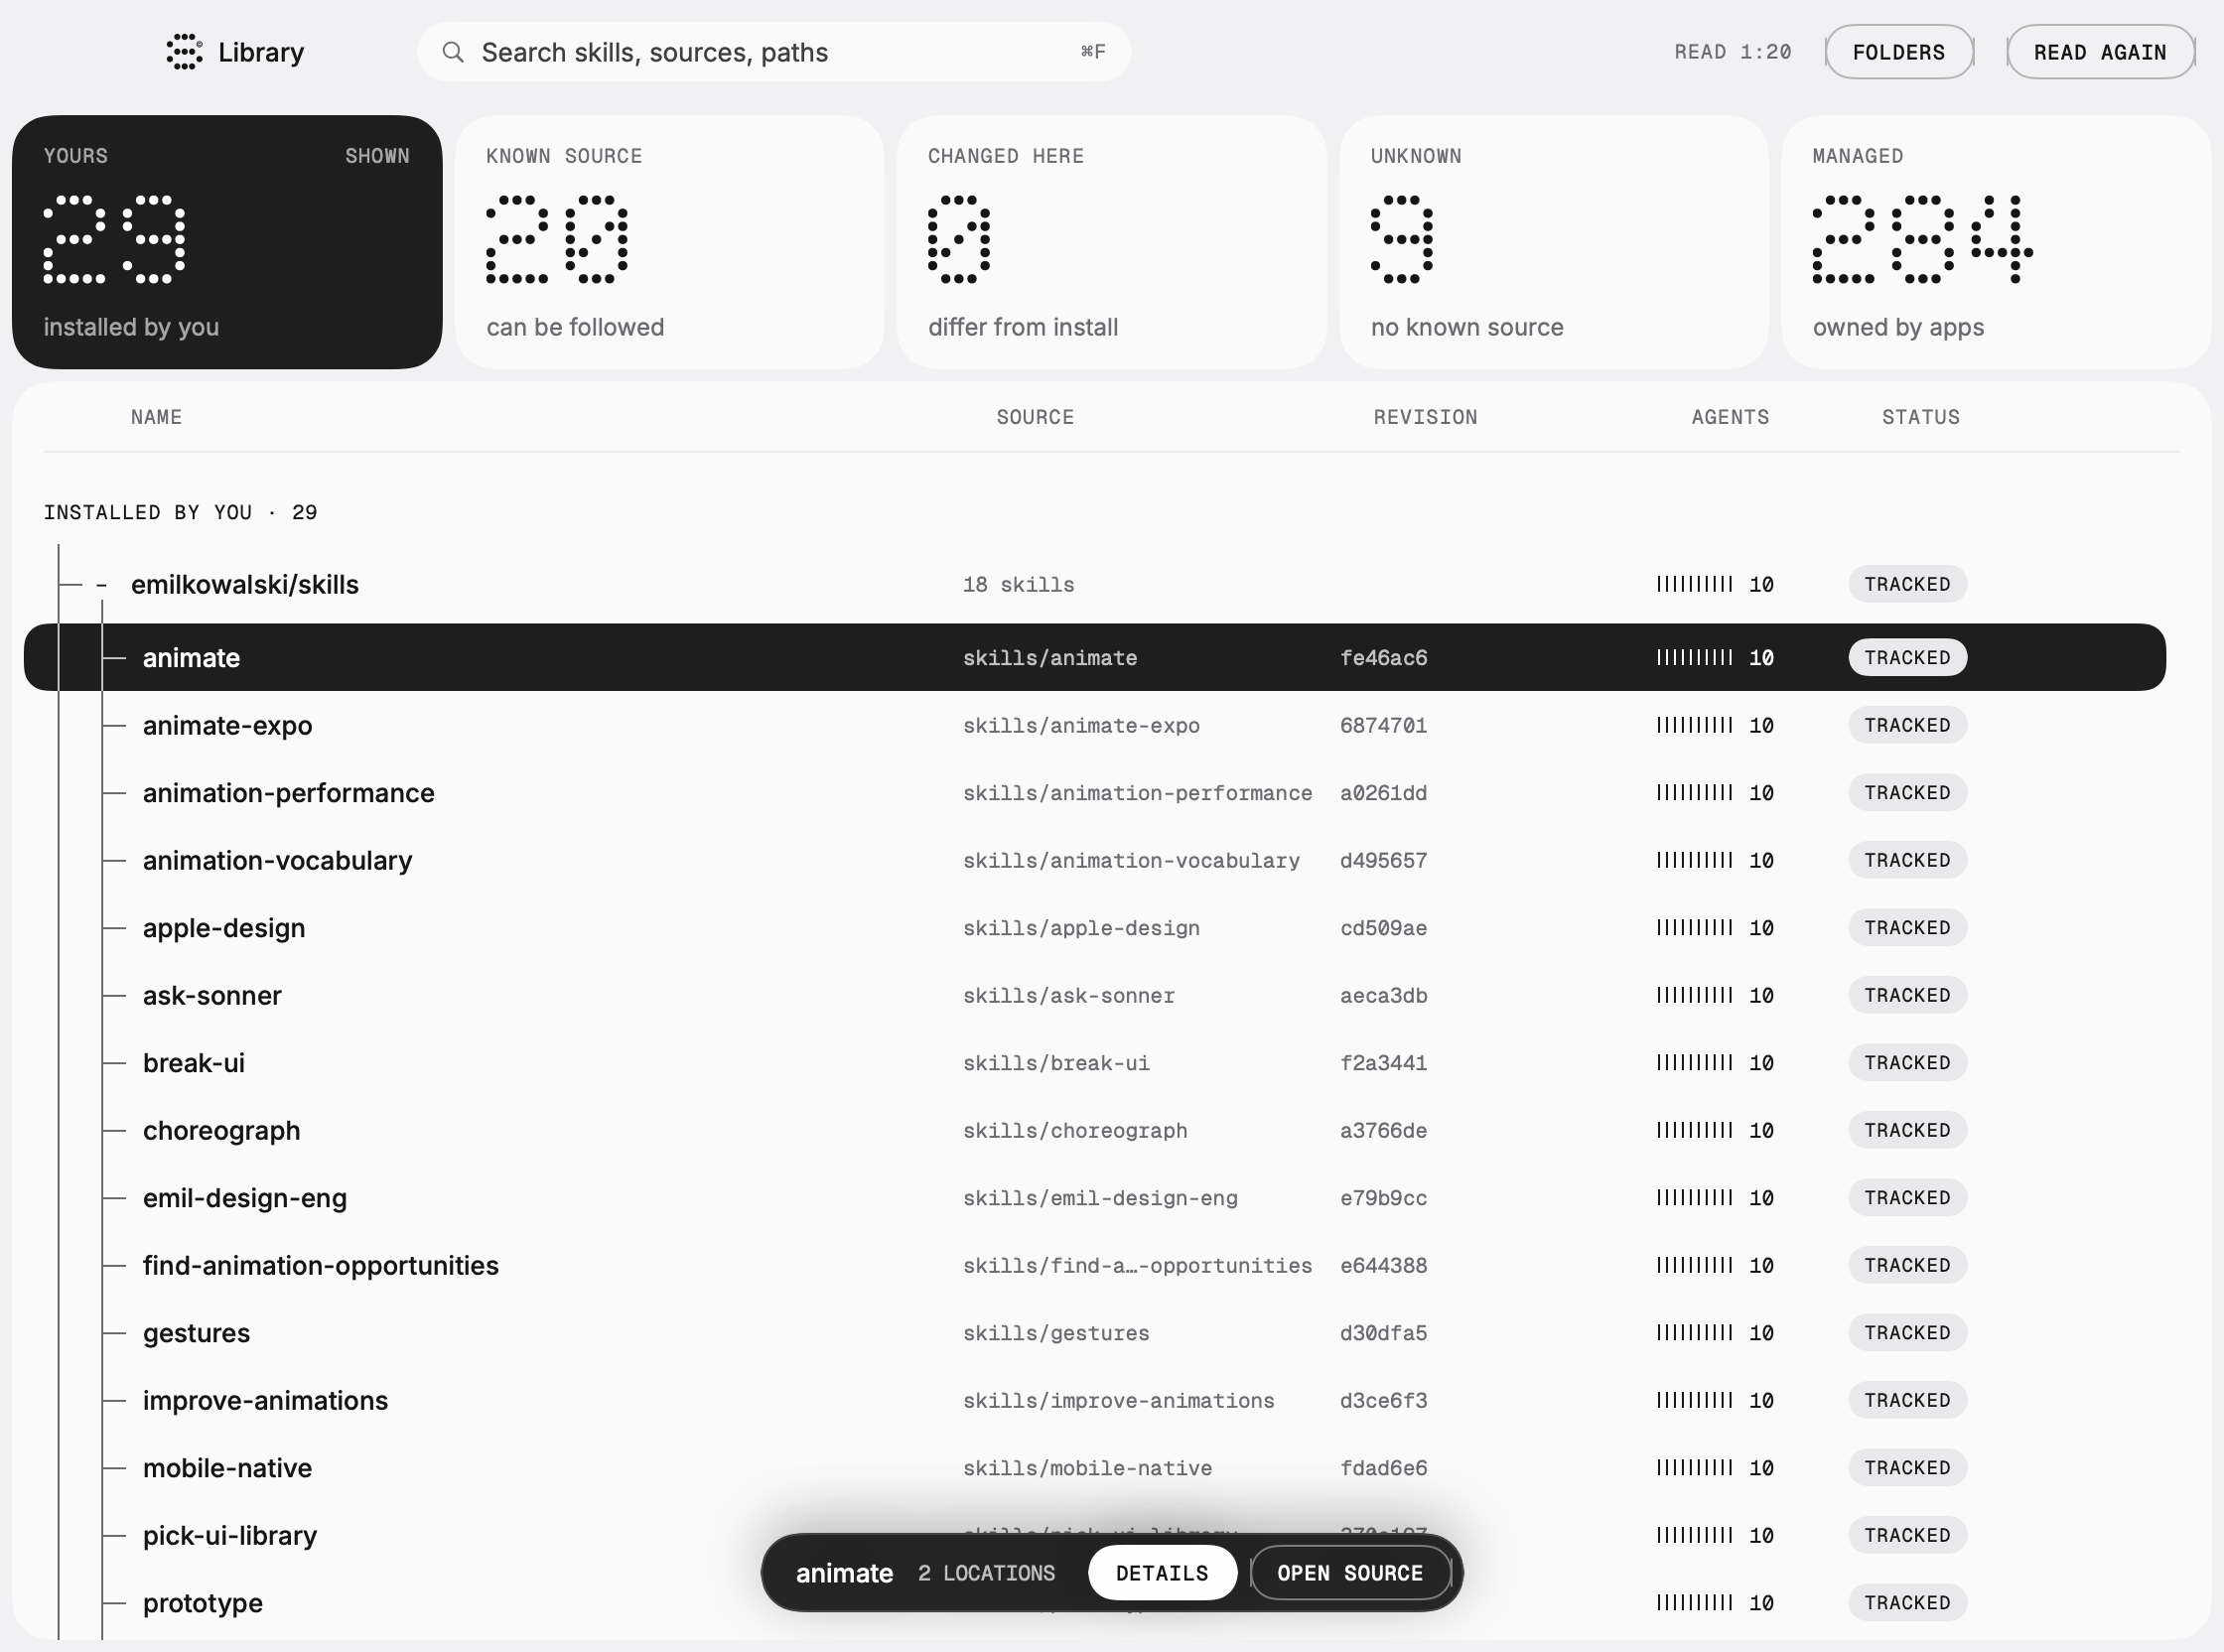 Library
Search skills, sources, paths ⌘F
READ 1:20
FOLDERS
READ AGAIN
YOURS SHOWN
29
installed by you
KNOWN SOURCE
20
can be followed
CHANGED HERE
0
differ from install
UNKNOWN
9
no known source
MANAGED
284
owned by apps
NAME SOURCE REVISION AGENTS STATUS
INSTALLED BY YOU · 29
- emilkowalski/skills 18 skills 10 TRACKED
animate skills/animate fe46ac6 10 TRACKED
animate-expo skills/animate-expo 6874701 10 TRACKED
animation-performance skills/animation-performance a0261dd 10 TRACKED
animation-vocabulary skills/animation-vocabulary d495657 10 TRACKED
apple-design skills/apple-design cd509ae 10 TRACKED
ask-sonner skills/ask-sonner aeca3db 10 TRACKED
break-ui skills/break-ui f2a3441 10 TRACKED
choreograph skills/choreograph a3766de 10 TRACKED
emil-design-eng skills/emil-design-eng e79b9cc 10 TRACKED
find-animation-opportunities skills/find-a…-opportunities e644388 10 TRACKED
gestures skills/gestures d30dfa5 10 TRACKED
improve-animations skills/improve-animations d3ce6f3 10 TRACKED
mobile-native skills/mobile-native fdad6e6 10 TRACKED
pick-ui-library skills/pick-ui-library 10 TRACKED
animate 2 LOCATIONS DETAILS OPEN SOURCE
prototype 10 TRACKED